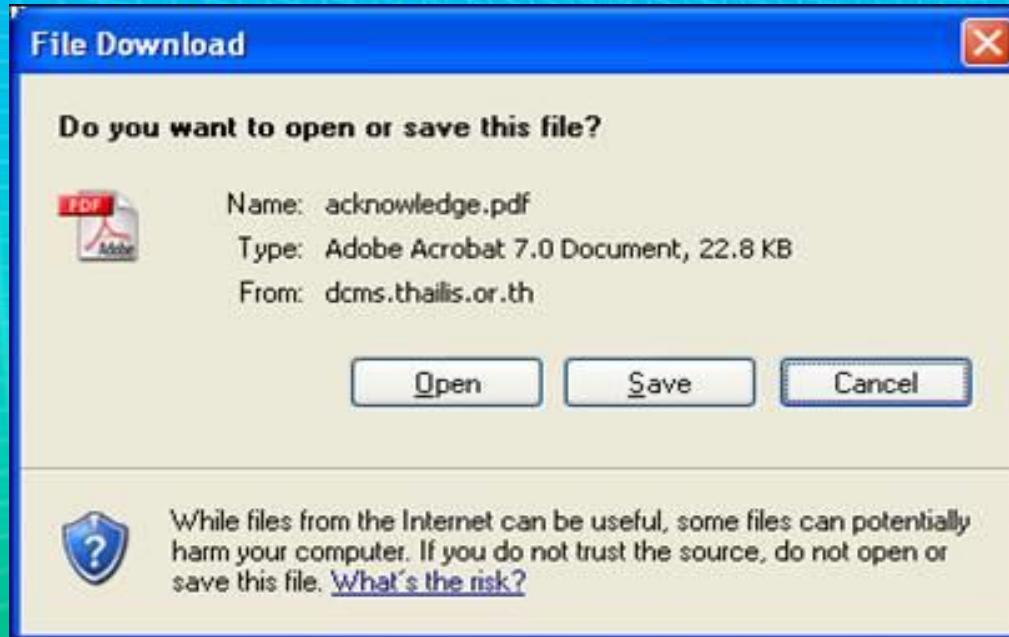 File Download
Do you want to open or save this file?
PDF
Adobe
Name: acknowledge.pdf
Type: Adobe Acrobat 7.0 Document, 22.8 KB
From: dcms.thailis.or.th
Open Save Cancel
While files from the Internet can be useful, some files can potentially
harm your computer. If you do not trust the source, do not open or
save this file. What's the risk?